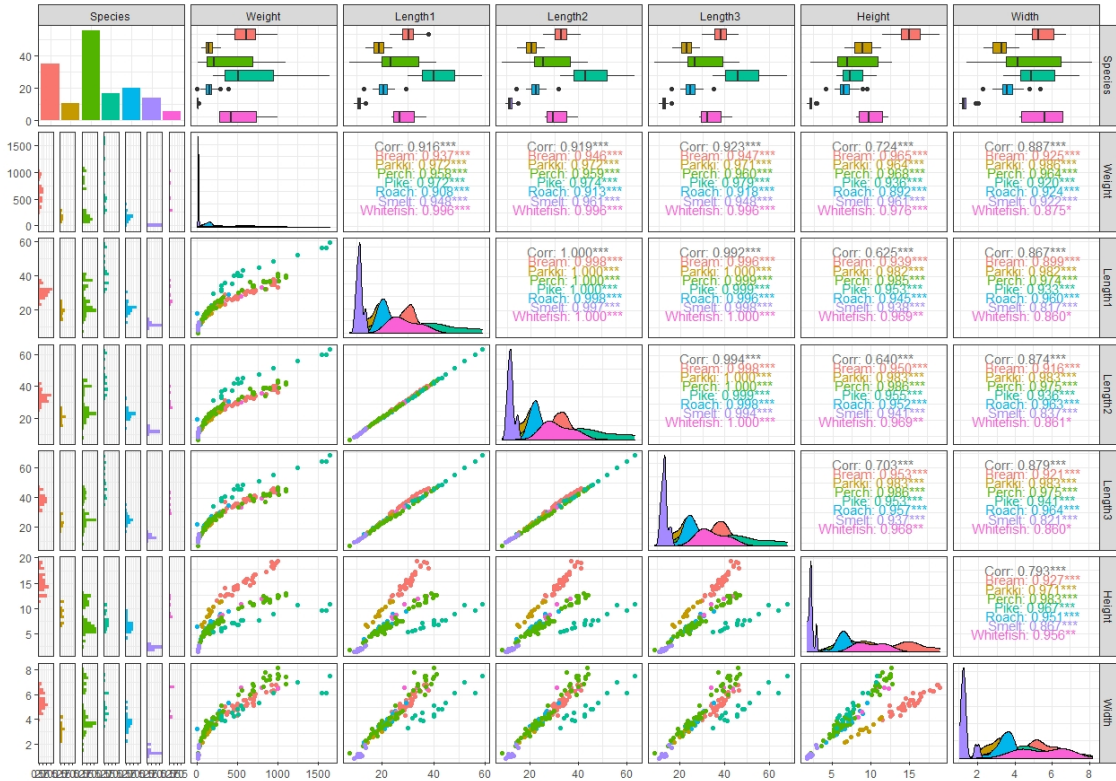 Species
Weight
Length1
Length2
Length3
Height
Width
40
20
0
Species
1500
1000
500
0
Corr: 0.916***
Bream: 0.937***
Parkki: 0.972***
Perch: 0.958***
Pike: 0.972***
Roach: 0.908***
Smelt: 0.948***
Whitefish: 0.996***
Corr: 0.919***
Bream: 0.946***
Parkki: 0.972***
Perch: 0.959***
Pike: 0.974***
Roach: 0.913***
Smelt: 0.961***
Whitefish: 0.996***
Corr: 0.923***
Bream: 0.947***
Parkki: 0.971***
Perch: 0.960***
Pike: 0.979***
Roach: 0.918***
Smelt: 0.948***
Whitefish: 0.996***
Corr: 0.724***
Bream: 0.965***
Parkki: 0.964***
Perch: 0.968***
Pike: 0.936***
Roach: 0.892***
Smelt: 0.961***
Whitefish: 0.976***
Corr: 0.887***
Bream: 0.925***
Parkki: 0.986***
Perch: 0.964***
Pike: 0.920***
Roach: 0.924***
Smelt: 0.922***
Whitefish: 0.875*
Weight
60
40
20
Corr: 1.000***
Bream: 0.998***
Parkki: 1.000***
Perch: 1.000***
Pike: 1.000***
Roach: 0.998***
Smelt: 0.997***
Whitefish: 1.000***
Corr: 0.992***
Bream: 0.996***
Parkki: 1.000***
Perch: 0.999***
Pike: 0.999***
Roach: 0.996***
Smelt: 0.998***
Whitefish: 1.000***
Corr: 0.625***
Bream: 0.939***
Parkki: 0.982***
Perch: 0.985***
Pike: 0.953***
Roach: 0.945***
Smelt: 0.938***
Whitefish: 0.969**
Corr: 0.867***
Bream: 0.899***
Parkki: 0.982***
Perch: 0.974***
Pike: 0.933***
Roach: 0.960***
Smelt: 0.817***
Whitefish: 0.860*
Length1
60
40
20
Corr: 0.994***
Bream: 0.998***
Parkki: 1.000***
Perch: 1.000***
Pike: 0.999***
Roach: 0.998***
Smelt: 0.994***
Whitefish: 1.000***
Corr: 0.640***
Bream: 0.950***
Parkki: 0.983***
Perch: 0.986***
Pike: 0.955***
Roach: 0.952***
Smelt: 0.941***
Whitefish: 0.969**
Corr: 0.874***
Bream: 0.916***
Parkki: 0.983***
Perch: 0.975***
Pike: 0.936***
Roach: 0.963***
Smelt: 0.837***
Whitefish: 0.861*
Length2
60
40
20
Corr: 0.703***
Bream: 0.953***
Parkki: 0.983***
Perch: 0.986***
Pike: 0.953***
Roach: 0.957***
Smelt: 0.937***
Whitefish: 0.968**
Corr: 0.879***
Bream: 0.921***
Parkki: 0.983***
Perch: 0.975***
Pike: 0.941***
Roach: 0.964***
Smelt: 0.821***
Whitefish: 0.860*
Length3
20
15
10
5
Corr: 0.793***
Bream: 0.927***
Parkki: 0.971***
Perch: 0.983***
Pike: 0.967***
Roach: 0.951***
Smelt: 0.867***
Whitefish: 0.956**
Height
8
6
4
2
Width
0 500 1000 1500
20 40 60
20 40 60
20 40 60
5 10 15
2 4 6 8